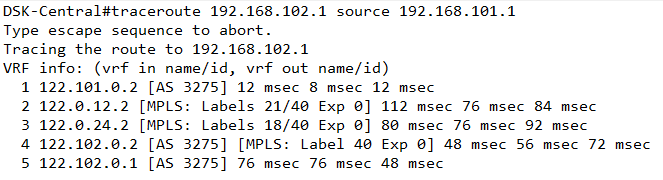 DSK-Central#traceroute 192.168.102.1 source 192.168.101.1
Type escape sequence to abort.
Tracing the route to 192.168.102.1
VRF info: (vrf in name/id, vrf out name/id)
1 122.101.0.2 [AS 3275] 12 msec 8 msec 12 msec
2 122.0.12.2 [MPLS: Labels 21/40 Exp 0] 112 msec 76 msec 84 msec
3 122.0.24.2 [MPLS: Labels 18/40 Exp 0] 80 msec 76 msec 92 msec
4 122.102.0.2 [AS 3275] [MPLS: Label 40 Exp 0] 48 msec 56 msec 72 msec
5 122.102.0.1 [AS 3275] 76 msec 76 msec 48 msec